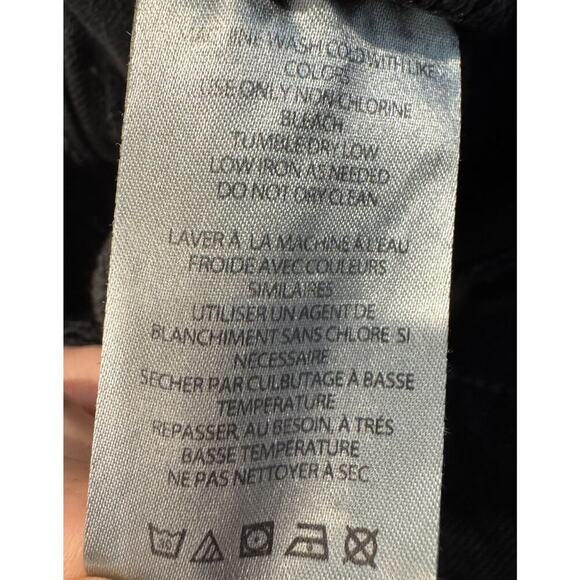 MACHINE WASH COLD WITH LIKE
COLORS
USE ONLY NON-CHLORINE
BLEACH
TUMBLE DRY LOW
LOW IRON AS NEEDED
DO NOT DRY CLEAN
LAVER À LA MACHINE À L'EAU
FROIDE AVEC COULEURS
SIMILAIRES
UTILISER UN AGENT DE
BLANCHIMENT SANS CHLORE SI
NECESSAIRE
SECHER PAR CULBUTAGE À BASSE
TEMPERATURE
REPASSER, AU BESOIN, À TRÉS
BASSE TEMPERATURE
NE PAS NETTOYER À SEC